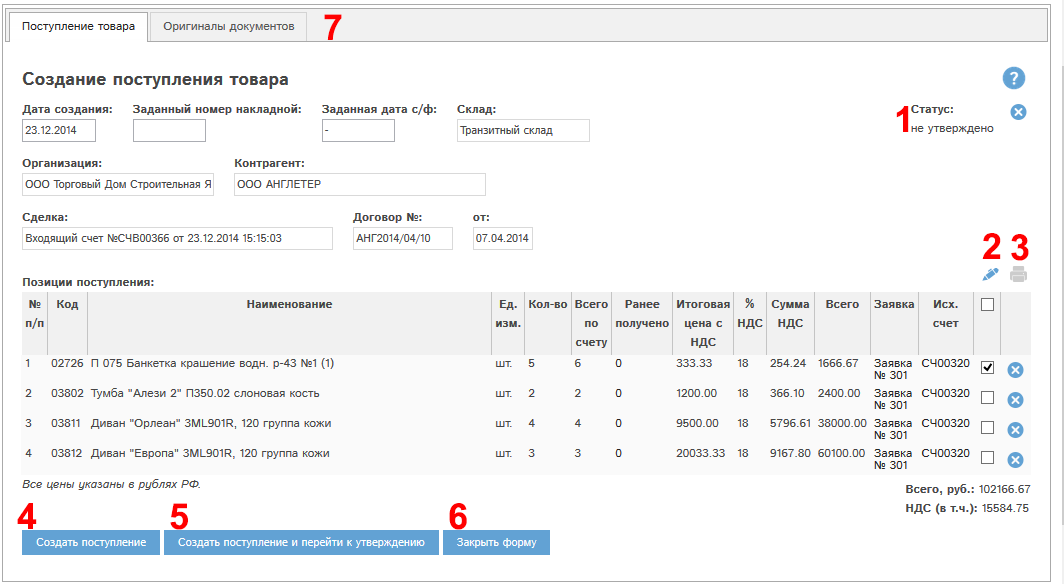 Поступление товара Оригиналы документов 7
Создание поступления товара ?
Дата создания: Заданный номер накладной: Заданная дата с/ф: Склад: 1 Статус:
23.12.2014 - Транзитный склад не утверждено
Организация: Контрагент:
ООО Торговый Дом Строительная Я ООО АНГЛЕТЕР
Сделка: Договор №: от:
Входящий счет №СЧВ00366 от 23.12.2014 15:15:03 АНГ2014/04/10 07.04.2014
2 3
Позиции поступления:
№ п/п Код Наименование Ед. изм. Кол-во Всего по счету Ранее получено Итоговая цена с НДС % НДС Сумма НДС Всего Заявка Исх. счет
1 02726 П 075 Банкетка крашение водн. р-43 №1 (1) шт. 5 6 0 333.33 18 254.24 1666.67 Заявка № 301 СЧ00320
2 03802 Тумба "Алези 2" П350.02 слоновая кость шт. 2 2 0 1200.00 18 366.10 2400.00 Заявка № 301 СЧ00320
3 03811 Диван "Орлеан" 3ML901R, 120 группа кожи шт. 4 4 0 9500.00 18 5796.61 38000.00 Заявка № 301 СЧ00320
4 03812 Диван "Европа" 3ML901R, 120 группа кожи шт. 3 3 0 20033.33 18 9167.80 60100.00 Заявка № 301 СЧ00320
Все цены указаны в рублях РФ.
Всего, руб.: 102166.67
НДС (в т.ч.): 15584.75
4 5 6
Создать поступление Создать поступление и перейти к утверждению Закрыть форму